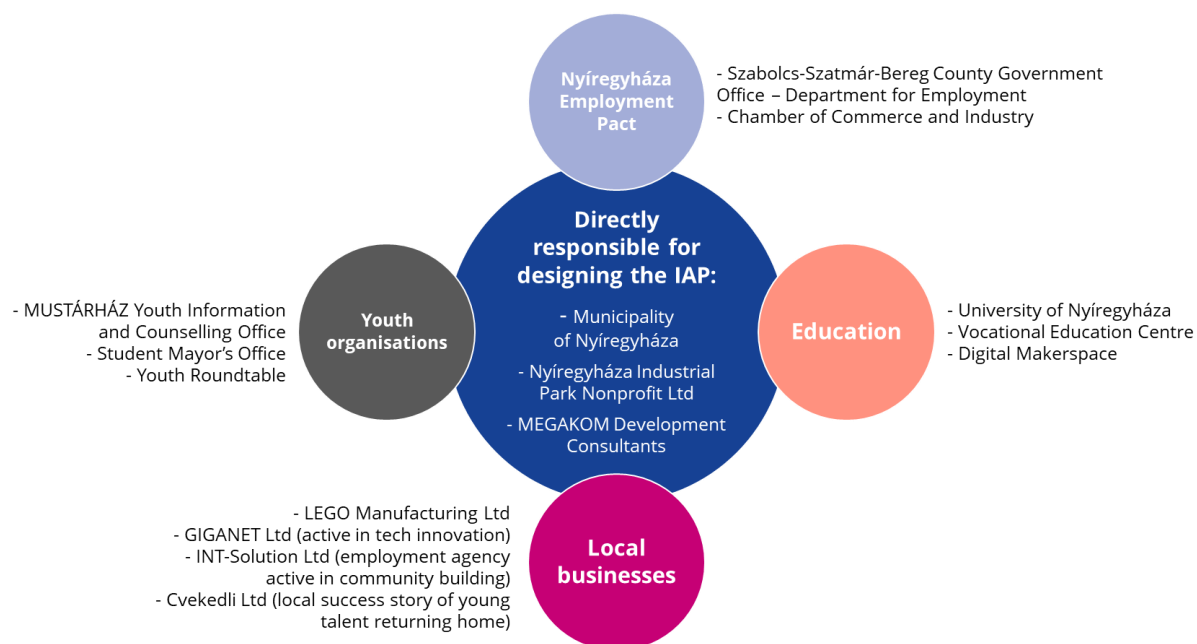 Nyíregyháza
Employment
Pact
- Szabolcs-Szatmár-Bereg County Government
Office – Department for Employment
- Chamber of Commerce and Industry
Directly
responsible for
designing the IAP:
- Municipality
of Nyíregyháza
- Nyíregyháza Industrial
Park Nonprofit Ltd
- MEGAKOM Development
Consultants
- MUSTÁRHÁZ Youth Information
and Counselling Office
- Student Mayor's Office
- Youth Roundtable
Youth
organisations
Education
- University of Nyíregyháza
- Vocational Education Centre
- Digital Makerspace
- LEGO Manufacturing Ltd
- GIGANET Ltd (active in tech innovation)
- INT-Solution Ltd (employment agency
active in community building)
- Cvekedli Ltd (local success story of young
talent returning home)
Local
businesses